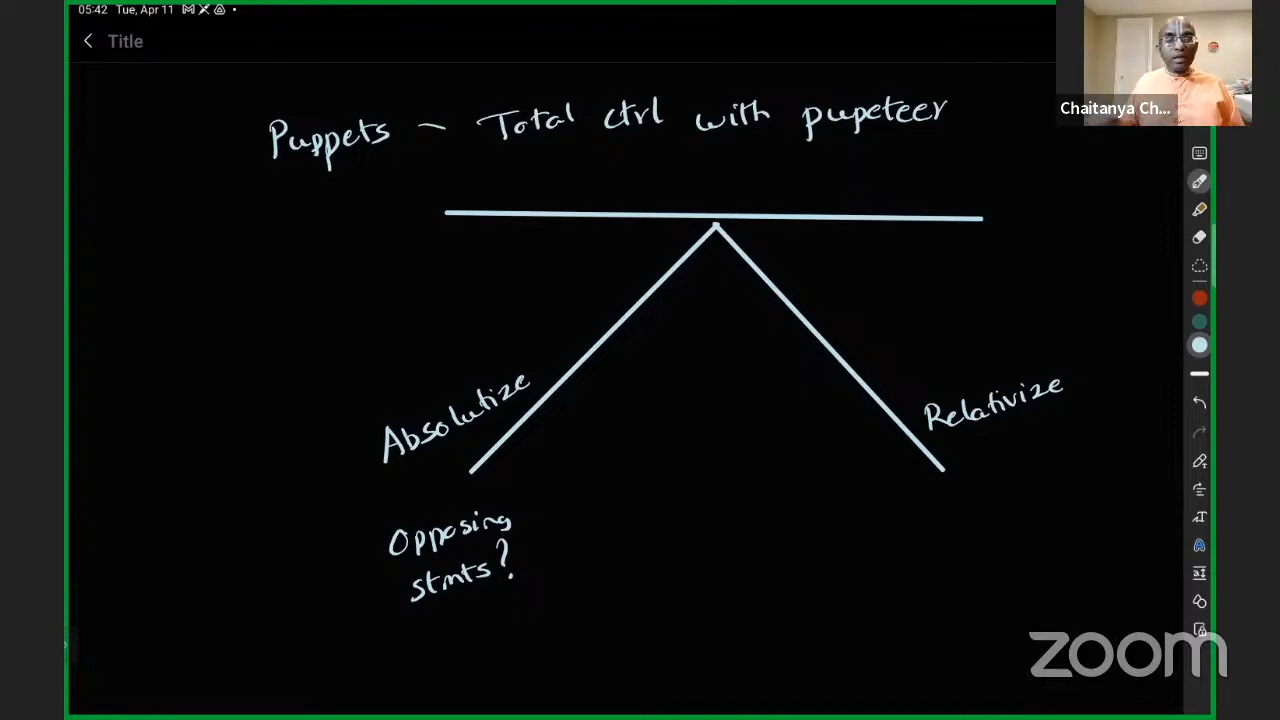 05:42 Tue, Apr 11
Title
Chaitanya Ch...
Puppets - Total ctrl with pupeteer
Absolutize
Relativize
Opposing
stmts?
zoom